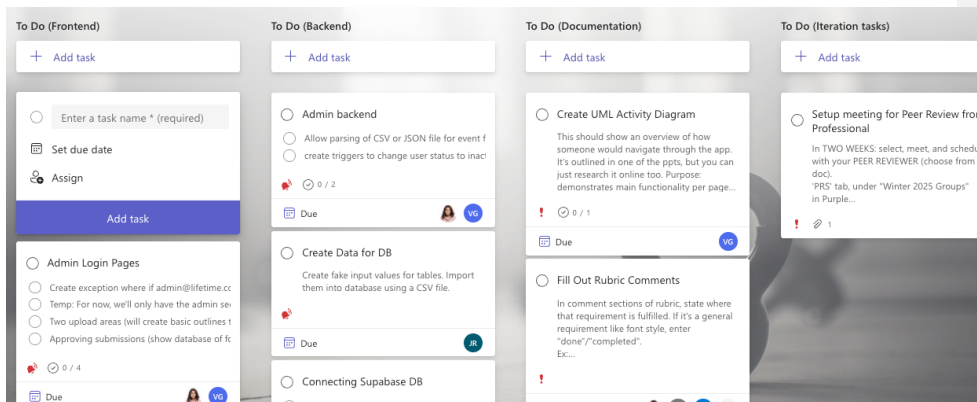 To Do (Frontend)
+ Add task
Enter a task name * (required)
Set due date
Assign
Add task
Admin Login Pages
Create exception where if admin@lifetime.cc
Temp: For now, we'll only have the admin
Two upload areas (will create basic outlines
Approving submissions (show database of
0 / 4
Due
VG
To Do (Backend)
+ Add task
Admin backend
Allow parsing of CSV or JSON file for event
create triggers to change user status to
0 / 2
Due
VG
Create Data for DB
Create fake input values for tables. Import
them into database using a CSV file.
Due
JR
Connecting Supabase DB
To Do (Documentation)
+ Add task
Create UML Activity Diagram
This should show an overview of how
someone would navigate through the app.
It's outlined in one of the ppts, but you can
just research it online too. Purpose:
demonstrates main functionality per page...
0 / 1
Due
VG
Fill Out Rubric Comments
In comment sections of rubric, state where
that requirement is fulfilled. If it's a general
requirement like font style, enter
"done"/"completed".
Ex:...
To Do (Iteration tasks)
+ Add task
Setup meeting for Peer Review
Professional
In TWO WEEKS: select, meet, and
with your PEER REVIEWER (choose from
doc).
'PRS' tab, under "Winter 2025 Groups"
in Purple...
1